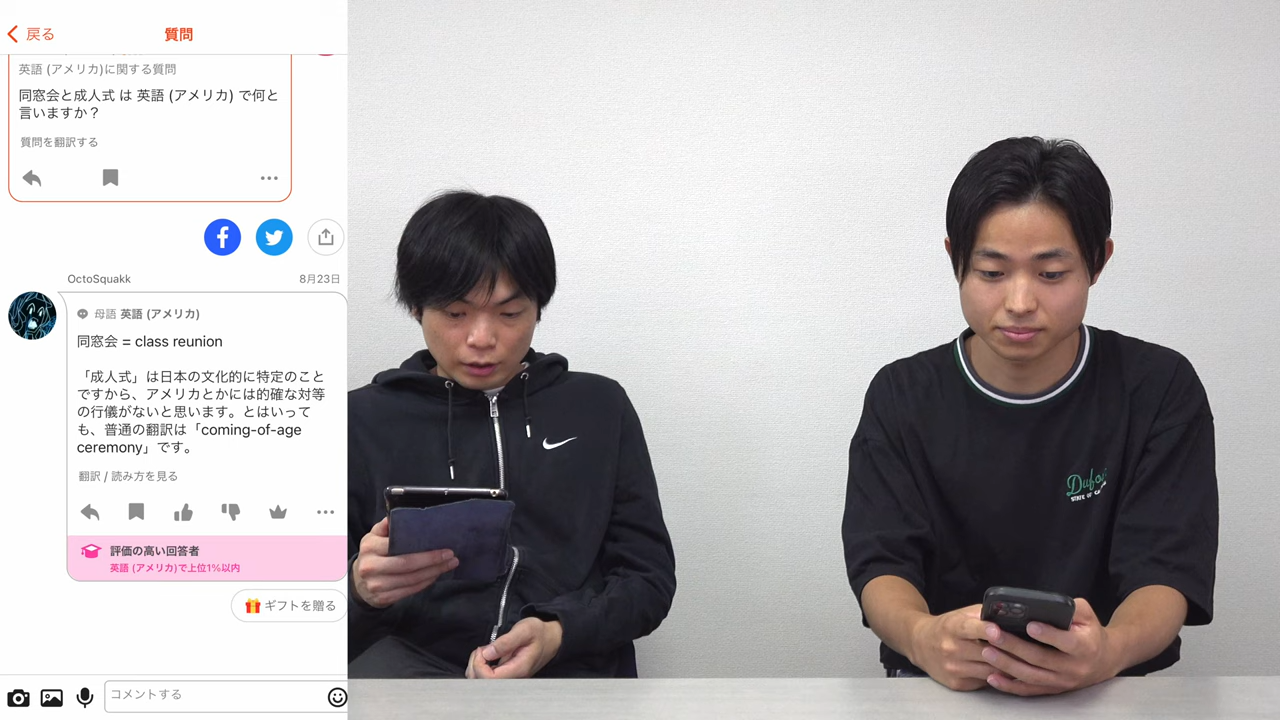 戻る
質問
英語 (アメリカ)に関する質問
同窓会と成人式 は 英語 (アメリカ) で何と
言いますか？
質問を翻訳する
OctoSquakk
8月23日
母語 英語 (アメリカ)
同窓会 = class reunion
「成人式」は日本の文化的に特定のこと
ですから、アメリカとかには的確な対等
の行儀がないと思います。とはいって
も、普通の翻訳は「coming-of-age
ceremony」です。
翻訳 / 読み方を見る
評価の高い回答者
英語 (アメリカ)で上位1%以内
ギフトを贈る
コメントする